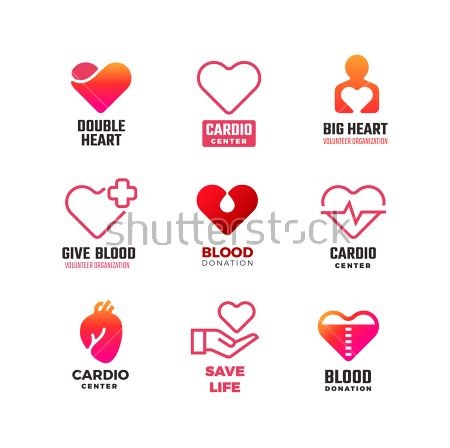 DOUBLE
HEART
CARDIO
CENTER
BIG HEART
VOLUNTEER ORGANIZATION
GIVE BLOOD
VOLUNTEER ORGANIZATION
shutterstock
BLOOD
DONATION
CARDIO
CENTER
CARDIO
CENTER
SAVE
LIFE
BLOOD
DONATION